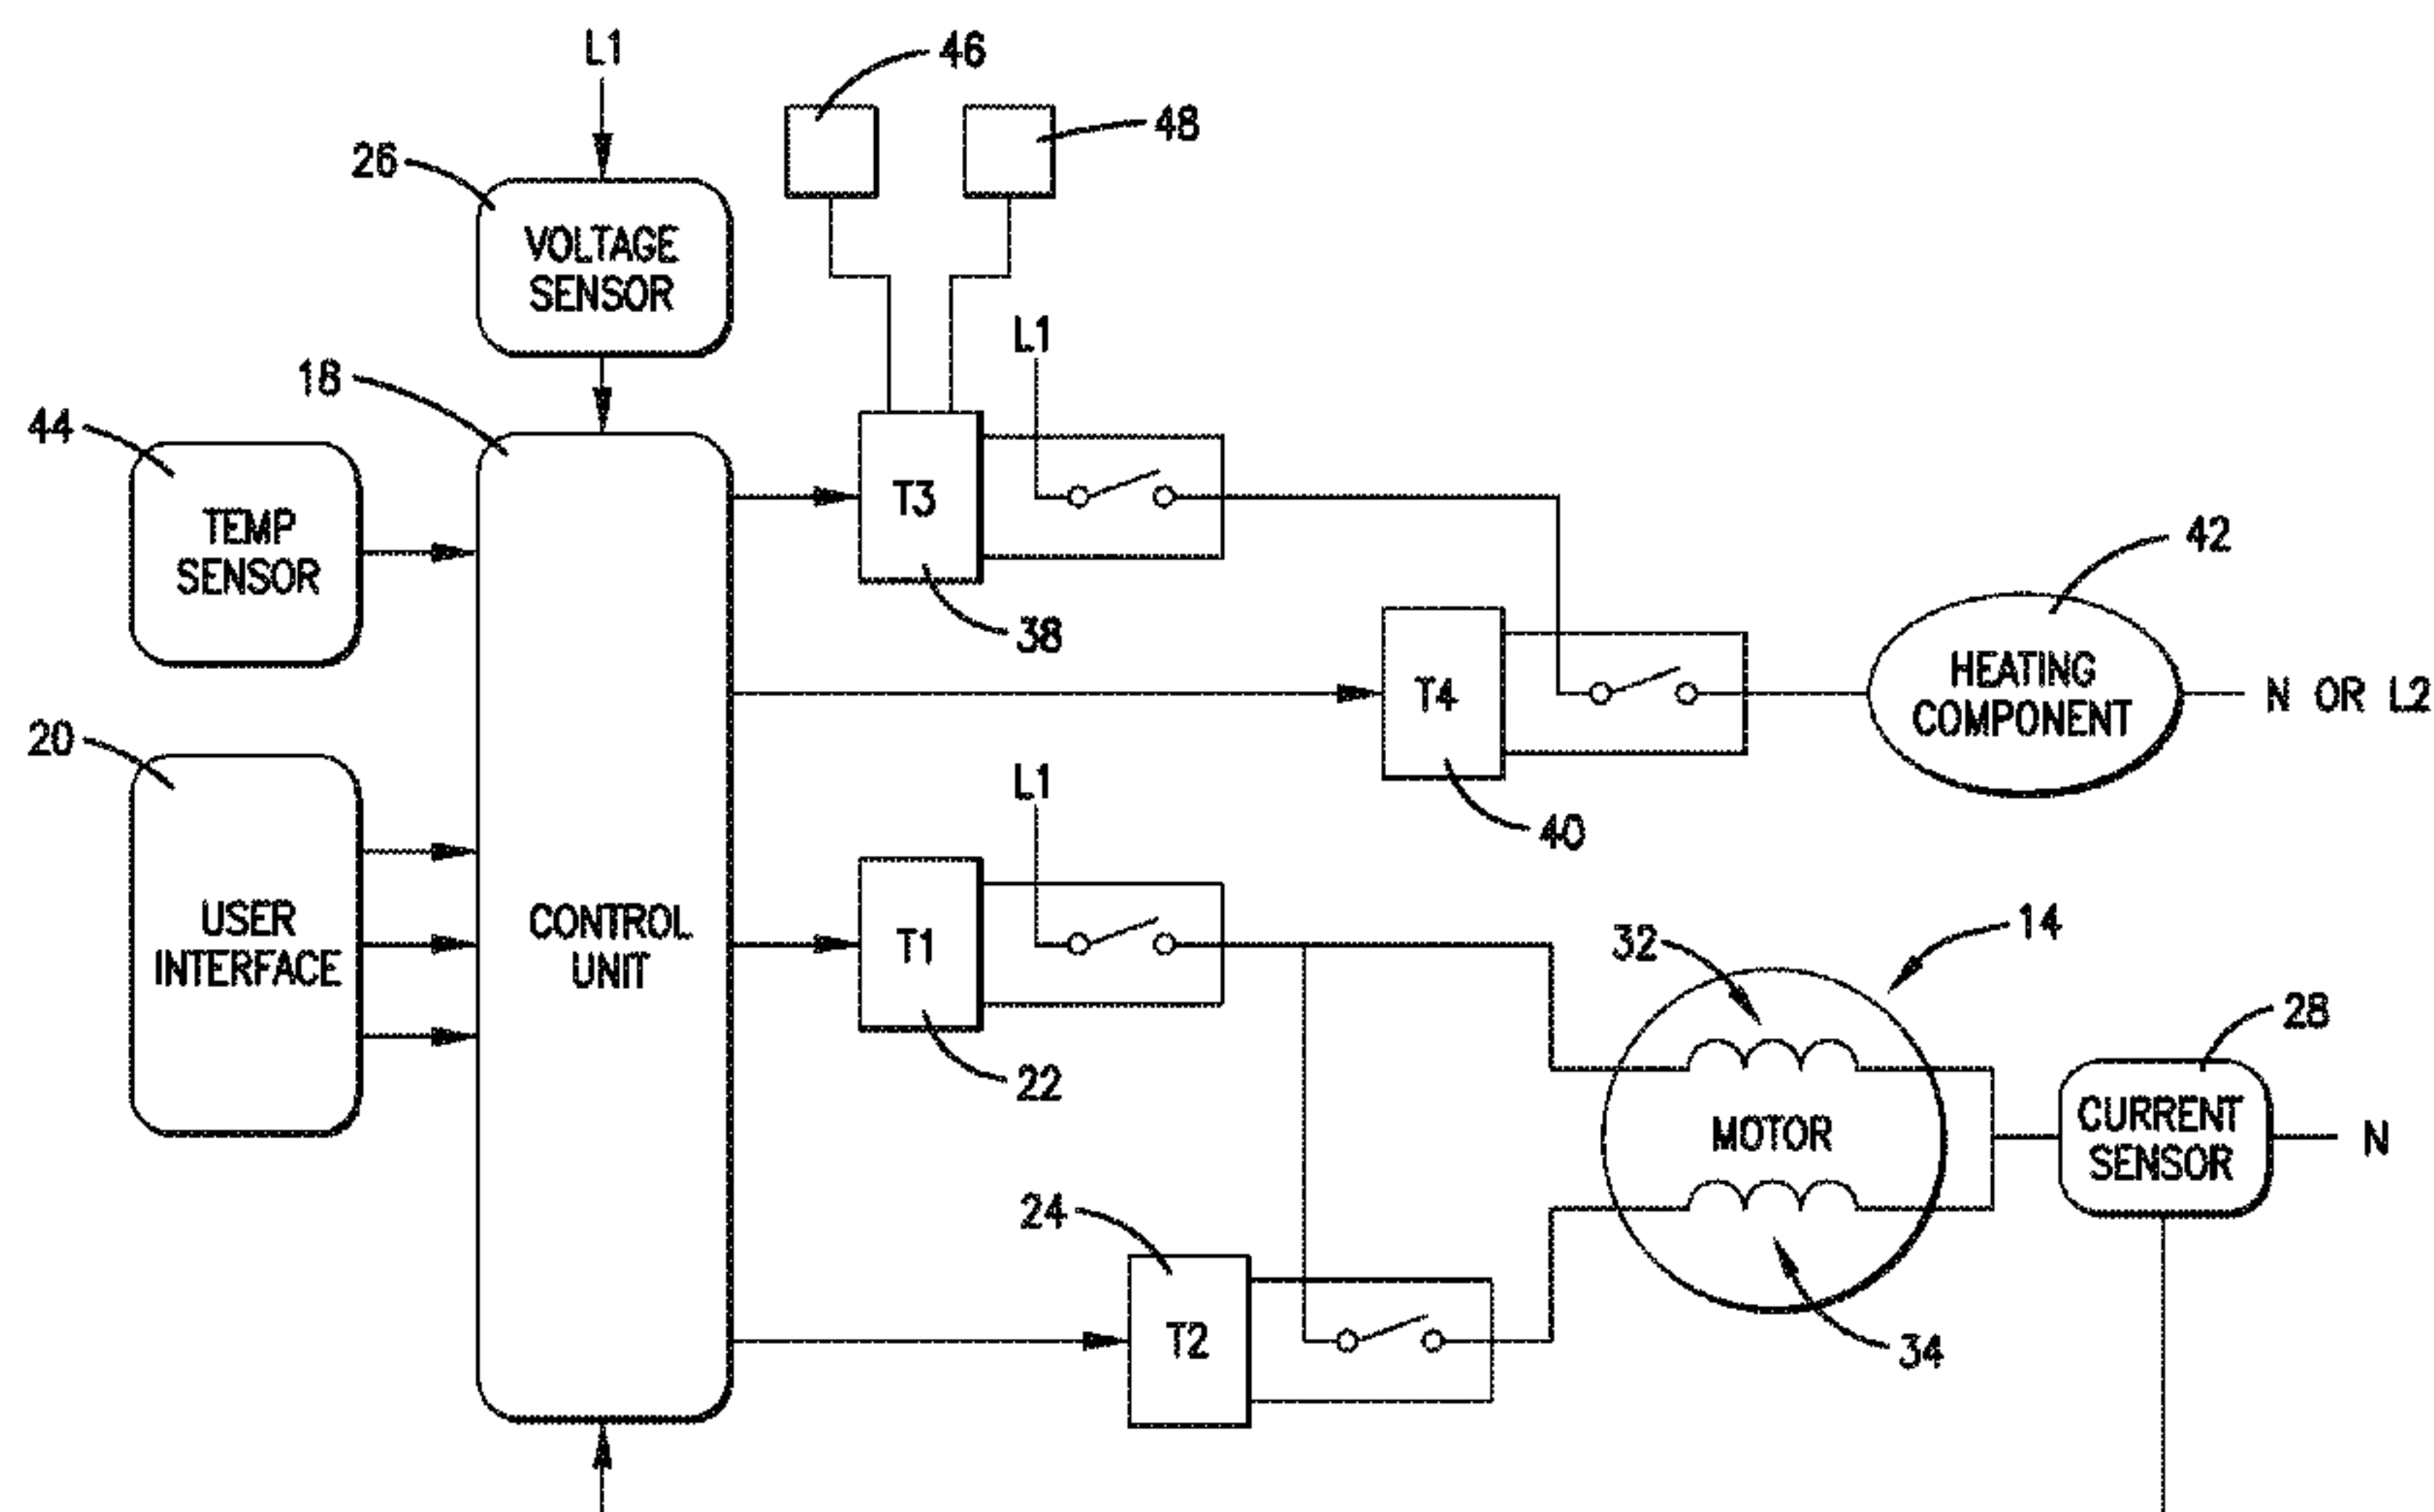 L1
46
48
26
VOLTAGE
SENSOR
18
L1
44
TEMP
SENSOR
T3
38
42
HEATING
COMPONENT
N OR L2
T4
40
20
USER
INTERFACE
CONTROL
UNIT
L1
T1
22
32
14
MOTOR
28
CURRENT
SENSOR
N
24
T2
34